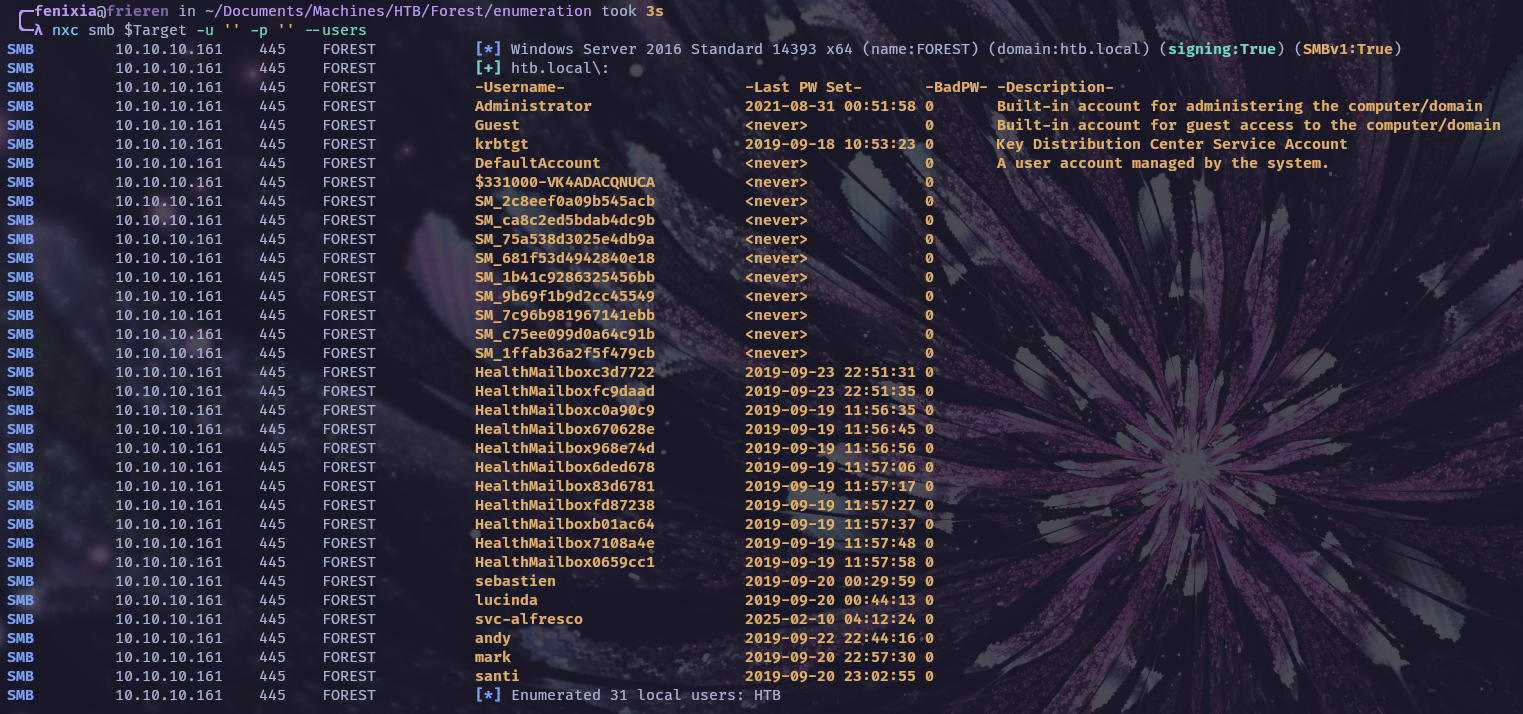 fenixia@frieren in ~/Documents/Machines/HTB/Forest/enumeration took 3s
λ nxc smb $Target -u '' -p '' --users
SMB 10.10.10.161 445 FOREST [*] Windows Server 2016 Standard 14393 x64 (name:FOREST) (domain:htb.local) (signing:True) (SMBv1:True)
SMB 10.10.10.161 445 FOREST [+] htb.local\:
SMB 10.10.10.161 445 FOREST -Username- -Last PW Set- -BadPW- -Description-
SMB 10.10.10.161 445 FOREST Administrator 2021-08-31 00:51:58 0 Built-in account for administering the computer/domain
SMB 10.10.10.161 445 FOREST Guest <never> 0 Built-in account for guest access to the computer/domain
SMB 10.10.10.161 445 FOREST krbtgt 2019-09-18 10:53:23 0 Key Distribution Center Service Account
SMB 10.10.10.161 445 FOREST DefaultAccount <never> 0 A user account managed by the system.
SMB 10.10.10.161 445 FOREST $331000-VK4ADACQNUCA <never> 0
SMB 10.10.10.161 445 FOREST SM_2c8eef0a09b545acb <never> 0
SMB 10.10.10.161 445 FOREST SM_ca8c2ed5bdab4dc9b <never> 0
SMB 10.10.10.161 445 FOREST SM_75a538d3025e4db9a <never> 0
SMB 10.10.10.161 445 FOREST SM_681f53d4942840e18 <never> 0
SMB 10.10.10.161 445 FOREST SM_1b41c9286325456bb <never> 0
SMB 10.10.10.161 445 FOREST SM_9b69f1b9d2cc45549 <never> 0
SMB 10.10.10.161 445 FOREST SM_7c96b981967141ebb <never> 0
SMB 10.10.10.161 445 FOREST SM_c75ee099d0a64c91b <never> 0
SMB 10.10.10.161 445 FOREST SM_1ffab36a2f5f479cb <never> 0
SMB 10.10.10.161 445 FOREST HealthMailboxc3d7722 2019-09-23 22:51:31 0
SMB 10.10.10.161 445 FOREST HealthMailboxfc9daad 2019-09-23 22:51:35 0
SMB 10.10.10.161 445 FOREST HealthMailboxc0a90c9 2019-09-19 11:56:35 0
SMB 10.10.10.161 445 FOREST HealthMailbox670628e 2019-09-19 11:56:45 0
SMB 10.10.10.161 445 FOREST HealthMailbox968e74d 2019-09-19 11:56:56 0
SMB 10.10.10.161 445 FOREST HealthMailbox6ded678 2019-09-19 11:57:06 0
SMB 10.10.10.161 445 FOREST HealthMailbox83d6781 2019-09-19 11:57:17 0
SMB 10.10.10.161 445 FOREST HealthMailboxfd87238 2019-09-19 11:57:27 0
SMB 10.10.10.161 445 FOREST HealthMailboxb01ac64 2019-09-19 11:57:37 0
SMB 10.10.10.161 445 FOREST HealthMailbox7108a4e 2019-09-19 11:57:48 0
SMB 10.10.10.161 445 FOREST HealthMailbox0659cc1 2019-09-19 11:57:58 0
SMB 10.10.10.161 445 FOREST sebastien 2019-09-20 00:29:59 0
SMB 10.10.10.161 445 FOREST lucinda 2019-09-20 00:44:13 0
SMB 10.10.10.161 445 FOREST svc-alfresco 2025-02-10 04:12:24 0
SMB 10.10.10.161 445 FOREST andy 2019-09-22 22:44:16 0
SMB 10.10.10.161 445 FOREST mark 2019-09-20 22:57:30 0
SMB 10.10.10.161 445 FOREST santi 2019-09-20 23:02:55 0
SMB 10.10.10.161 445 FOREST [*] Enumerated 31 local users: HTB